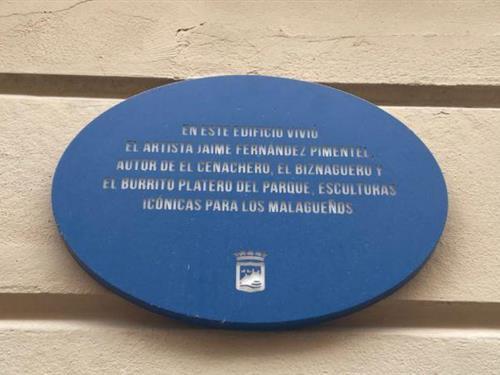 EN ESTE EDIFICIO VIVIÓ
EL ARTISTA JAIME FERNÁNDEZ PIMENTEL,
AUTOR DE EL CENACHERO, EL BIZNAGUERO Y
EL BURRITO PLATERO DEL PARQUE, ESCULTURAS
ICÓNICAS PARA LOS MALAGUEÑOS